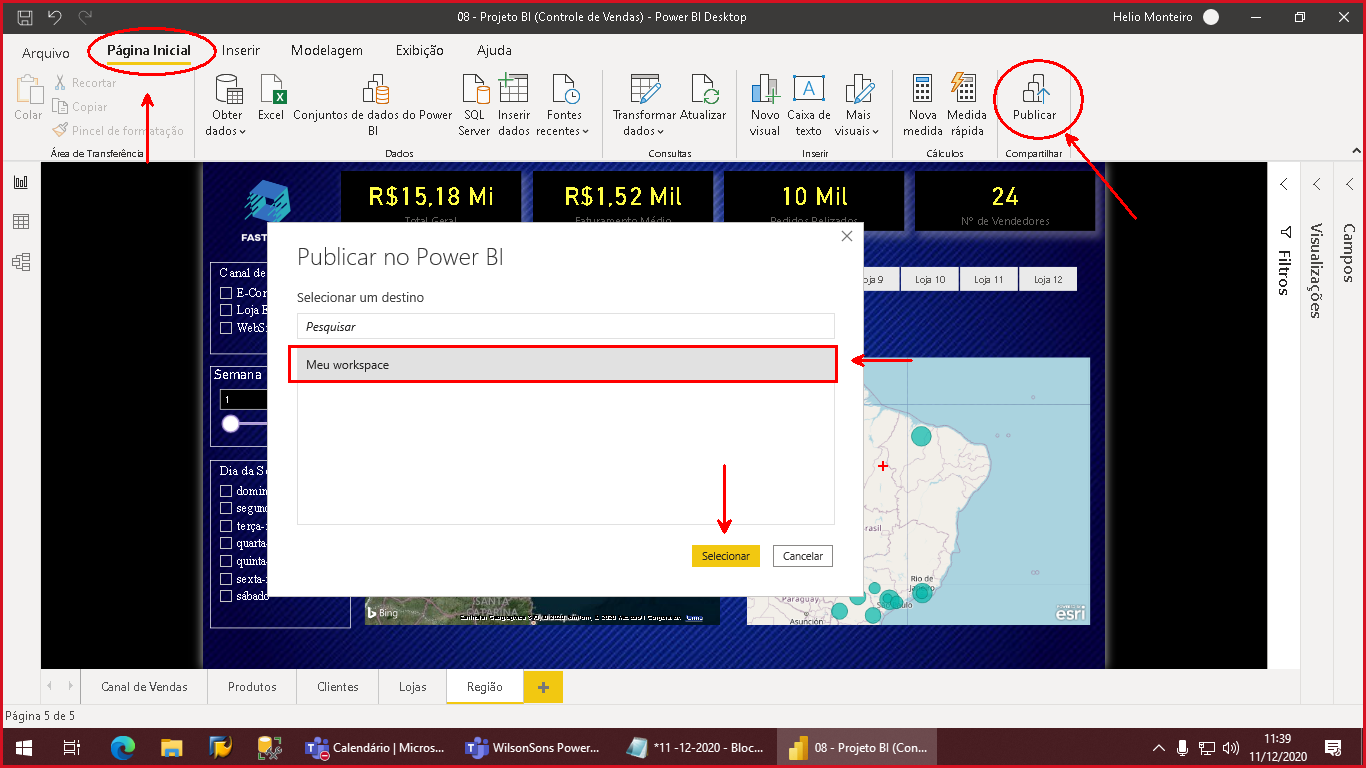 08 - Projeto BI (Controle de Vendas) - Power BI Desktop
Helio Monteiro
Arquivo
Página Inicial
Inserir
Modelagem
Exibição
Ajuda
Colar
Recortar
Copiar
Pincel de formatação
Área de Transferência
Obter
dados
Excel
Conjuntos de dados do Power
BI
SQL
Server
Inserir
dados
Fontes
recentes
Dados
Transformar
dados
Atualizar
Consultas
Novo
visual
Caixa de
texto
Mais
visuais
Inserir
Nova
medida
Medida
rápida
Cálculos
Publicar
Compartilhar
R$15,18 Mi
Total Geral
R$1,52 Mil
Faturamento Médio
10 Mil
Pedidos Relizados
24
Nº de Vendedores
FAST
Canal de
E-Co
Loja
WebS
Semana
1
Dia da Se
domin
segun
terça-
quarta
quinta
sexta-
sábado
Publicar no Power BI
Selecionar um destino
Pesquisar
Meu workspace
Selecionar
Cancelar
oja 9
Loja 10
Loja 11
Loja 12
rasil
Rio de
Paraguay
Asunción
POWERED BY
esri
Bing
SANTA
CATARINA
Filtros
Visualizações
Campos
Canal de Vendas
Produtos
Clientes
Lojas
Região
Página 5 de 5
Calendário | Micros...
WilsonSons Power...
*11 -12-2020 - Bloc...
08 - Projeto BI (Con...
11:39
11/12/2020